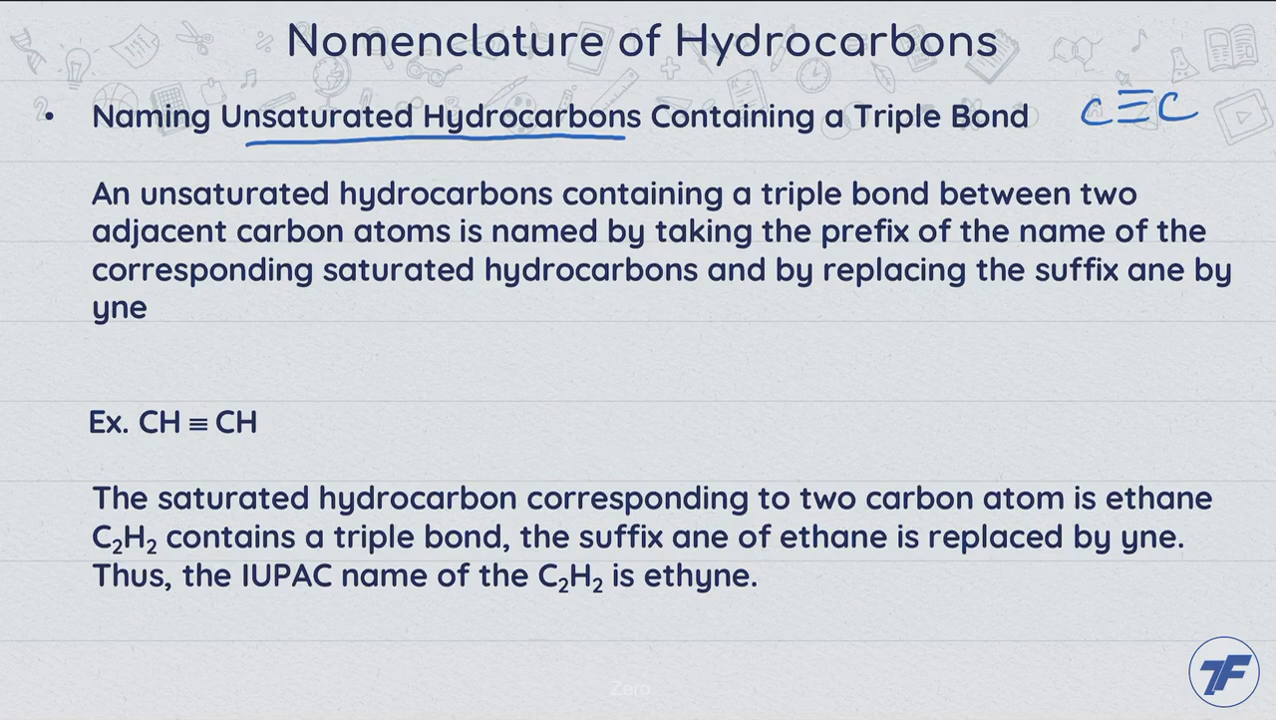 Nomenclature of Hydrocarbons
• Naming Unsaturated Hydrocarbons Containing a Triple Bond C≡C
An unsaturated hydrocarbons containing a triple bond between two
adjacent carbon atoms is named by taking the prefix of the name of the
corresponding saturated hydrocarbons and by replacing the suffix ane by
yne
Ex. CH ≡ CH
The saturated hydrocarbon corresponding to two carbon atom is ethane
C₂H₂ contains a triple bond, the suffix ane of ethane is replaced by yne.
Thus, the IUPAC name of the C₂H₂ is ethyne.
Zero
TF